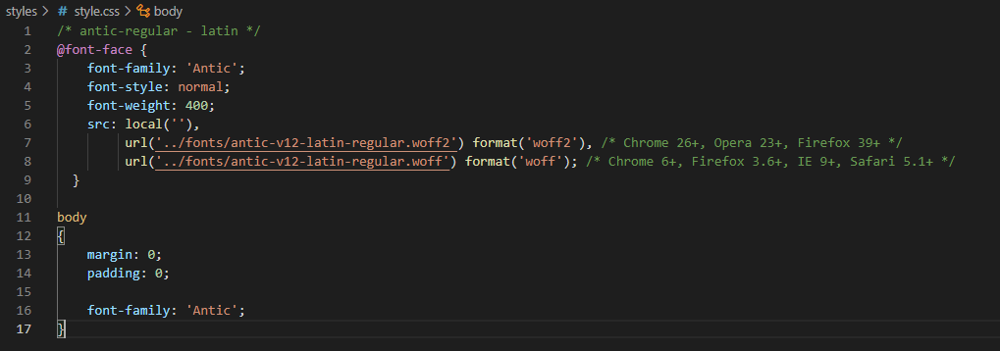 styles > # style.css > body
1 /* antic-regular - latin */
2 @font-face {
3     font-family: 'Antic';
4     font-style: normal;
5     font-weight: 400;
6     src: local(''),
7          url('../fonts/antic-v12-latin-regular.woff2') format('woff2'), /* Chrome 26+, Opera 23+, Firefox 39+ */
8          url('../fonts/antic-v12-latin-regular.woff') format('woff'); /* Chrome 6+, Firefox 3.6+, IE 9+, Safari 5.1+ */
9   }
10
11 body
12 {
13     margin: 0;
14     padding: 0;
15
16     font-family: 'Antic';
17 }